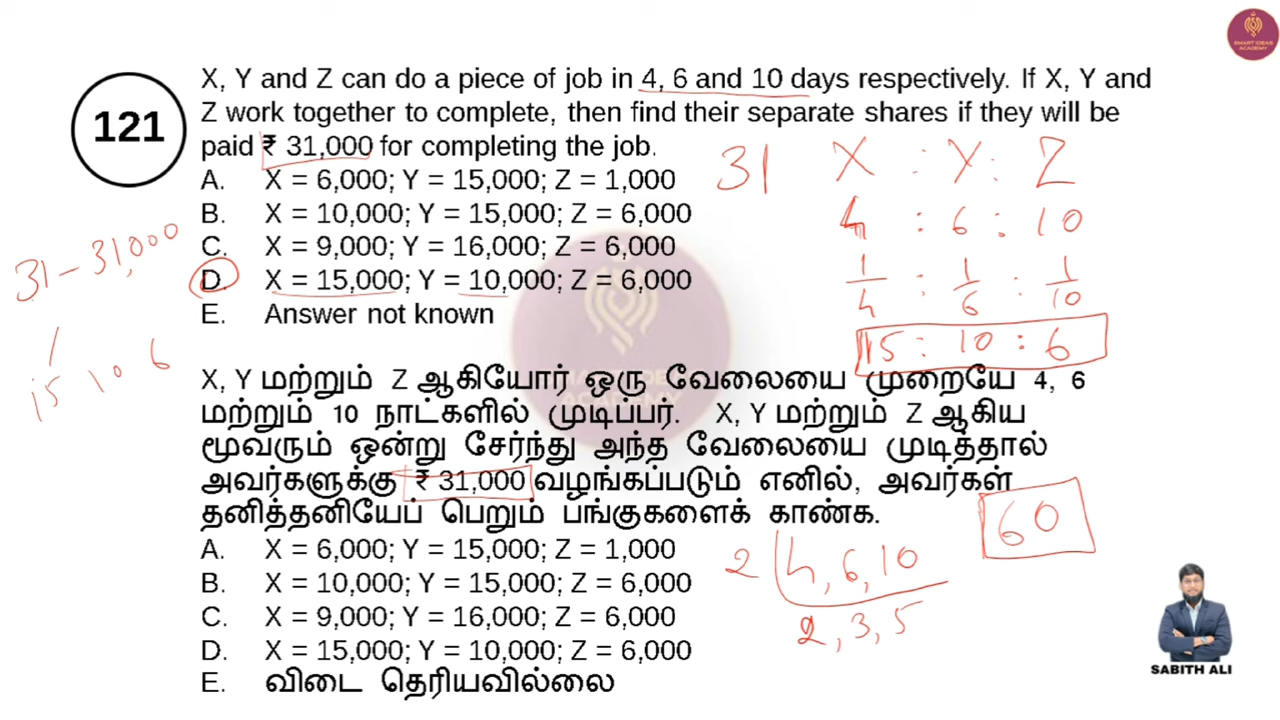 SMART IDEAS
ACADEMY
121
X, Y and Z can do a piece of job in 4, 6 and 10 days respectively. If X, Y and
Z work together to complete, then find their separate shares if they will be
paid ₹ 31,000 for completing the job.
A. X = 6,000; Y = 15,000; Z = 1,000
B. X = 10,000; Y = 15,000; Z = 6,000
C. X = 9,000; Y = 16,000; Z = 6,000
D. X = 15,000; Y = 10,000; Z = 6,000
E. Answer not known
31
X : Y : Z
4 : 6 : 10
1/4 : 1/6 : 1/10
15 : 10 : 6
31 – 31,000
15 10 6
X, Y மற்றும் Z ஆகியோர் ஒரு வேலையை முறையே 4, 6
மற்றும் 10 நாட்களில் முடிப்பர். X, Y மற்றும் Z ஆகிய
மூவரும் ஒன்று சேர்ந்து அந்த வேலையை முடித்தால்
அவர்களுக்கு ₹ 31,000 வழங்கப்படும் எனில், அவர்கள்
தனித்தனியேப் பெறும் பங்குகளைக் காண்க.
A. X = 6,000; Y = 15,000; Z = 1,000
B. X = 10,000; Y = 15,000; Z = 6,000
C. X = 9,000; Y = 16,000; Z = 6,000
D. X = 15,000; Y = 10,000; Z = 6,000
E. விடை தெரியவில்லை
60
2 4, 6, 10
2, 3, 5
SABITH ALI